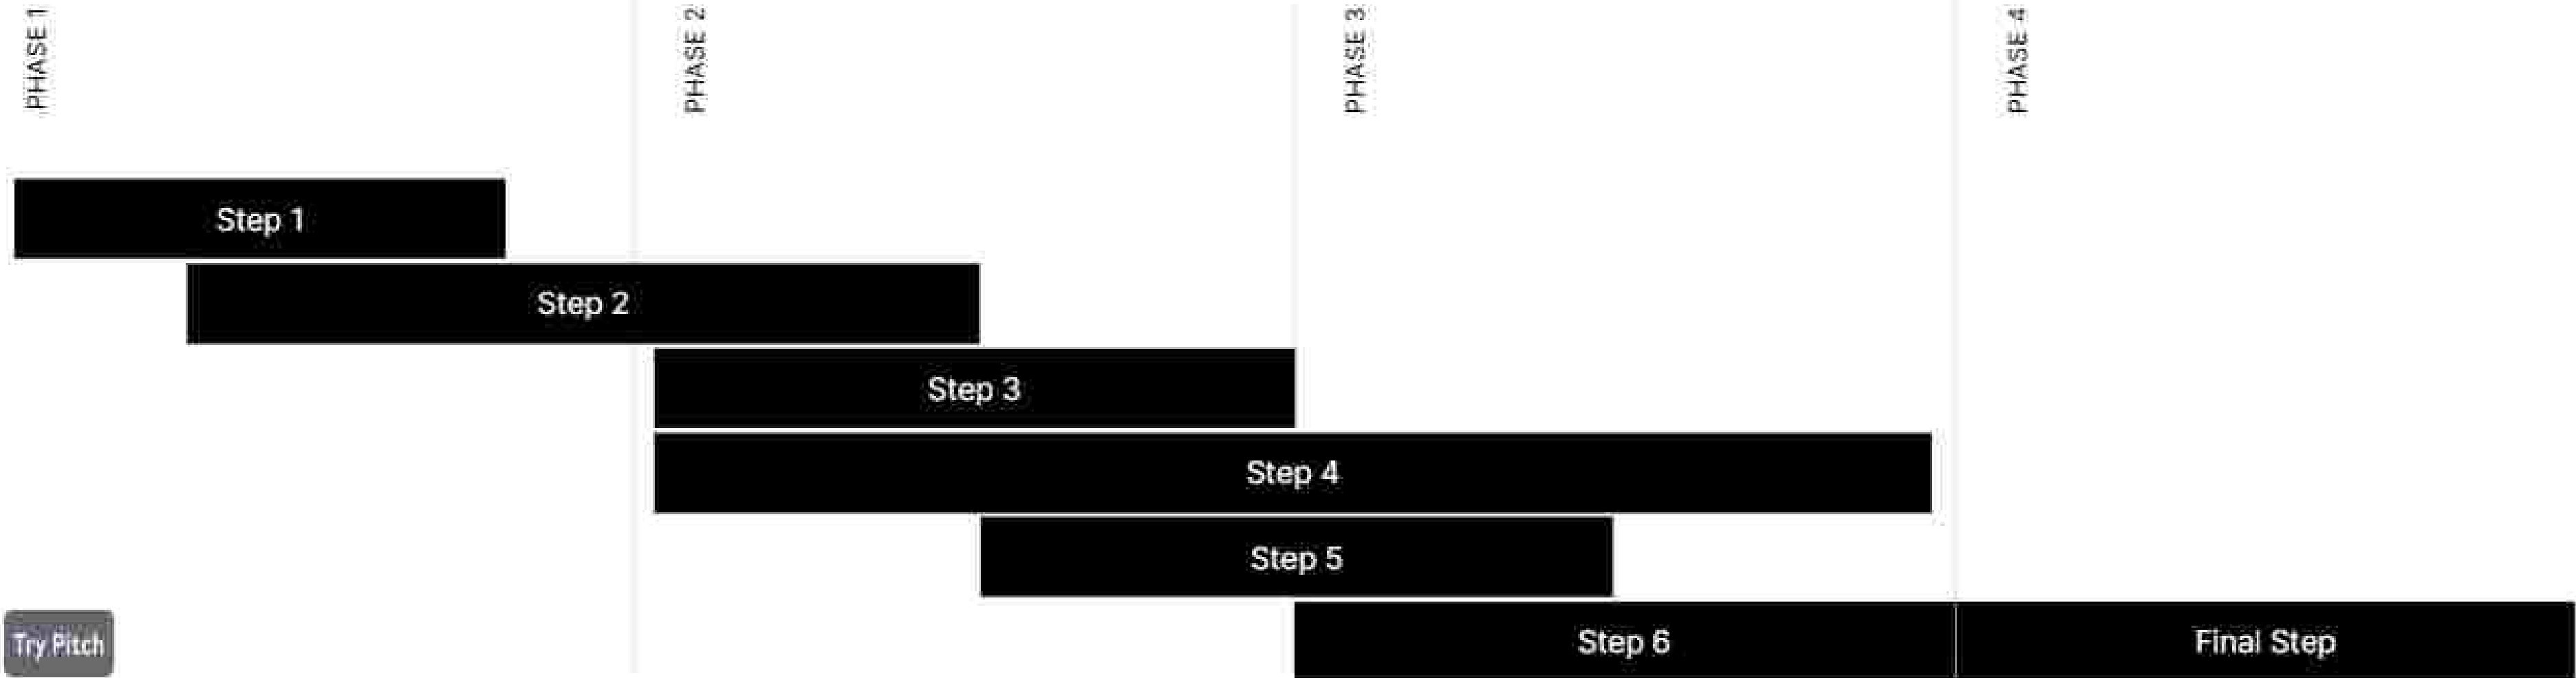 PHASE 1
PHASE 2
PHASE 3
PHASE 4
Step 1
Step 2
Step 3
Step 4
Step 5
Step 6
Final Step
Try Pitch